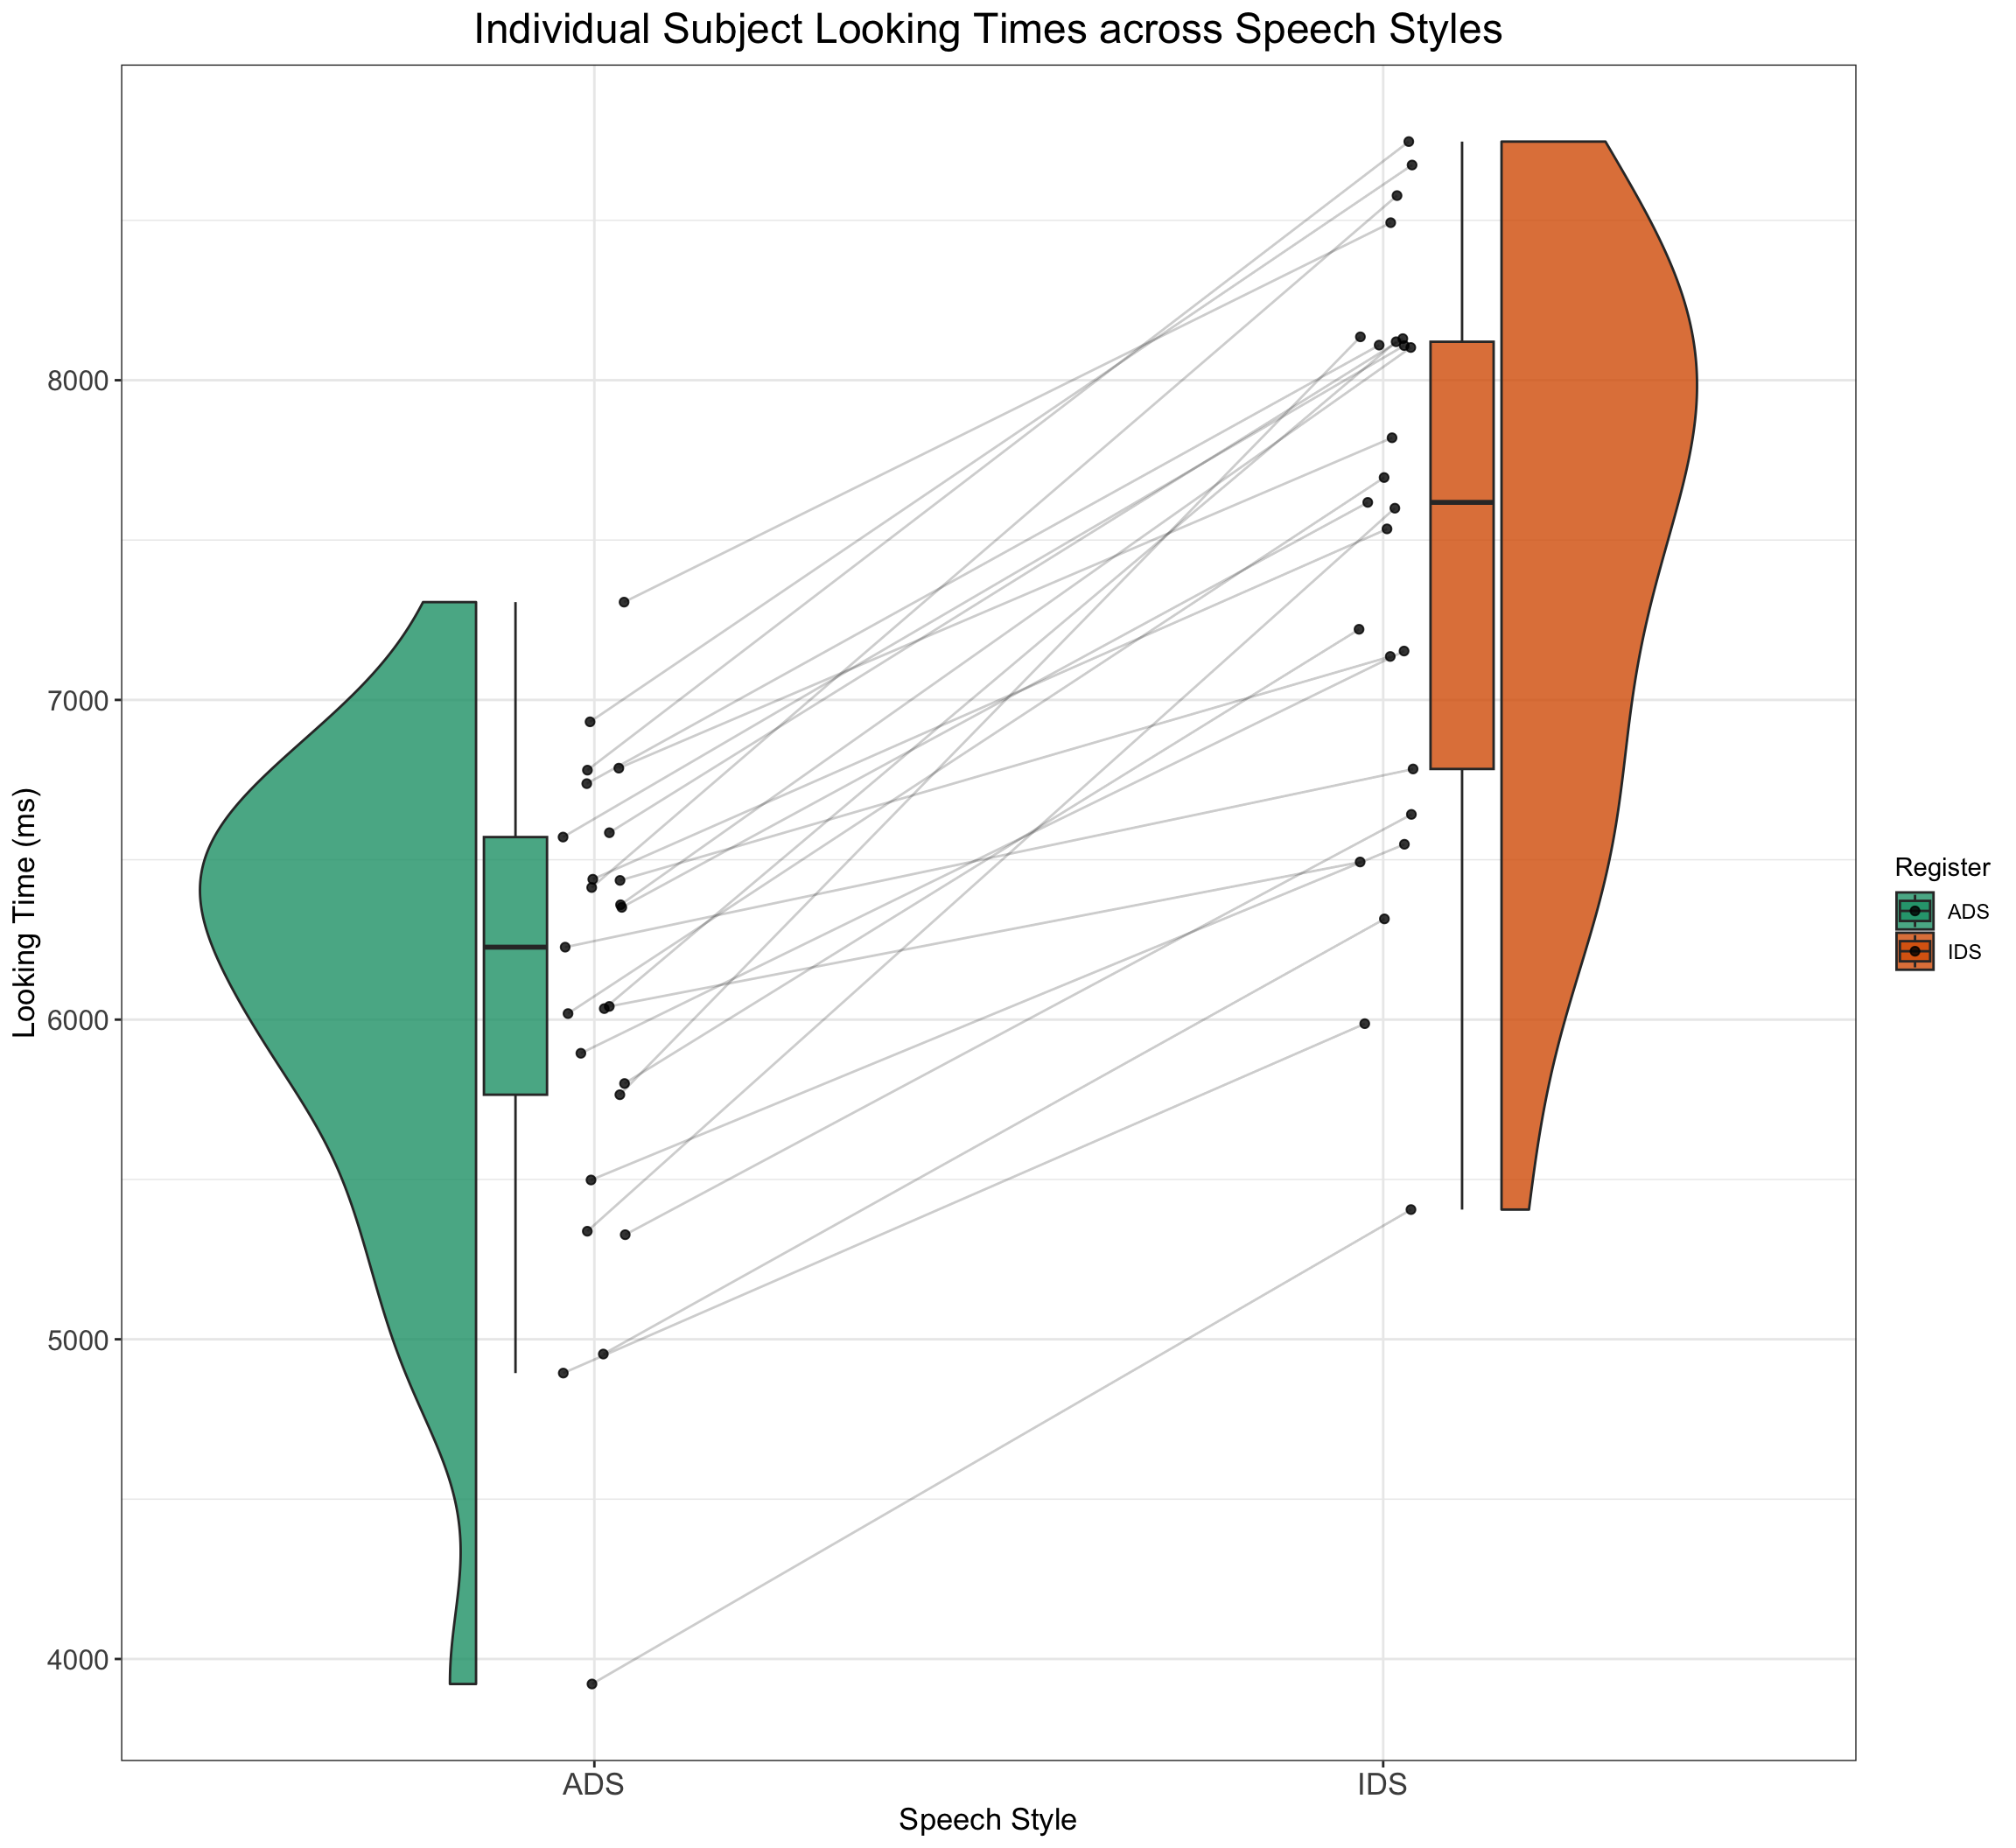 Individual Subject Looking Times across Speech Styles
Looking Time (ms)
8000
7000
6000
5000
4000
ADS
IDS
Speech Style
Register
ADS
IDS